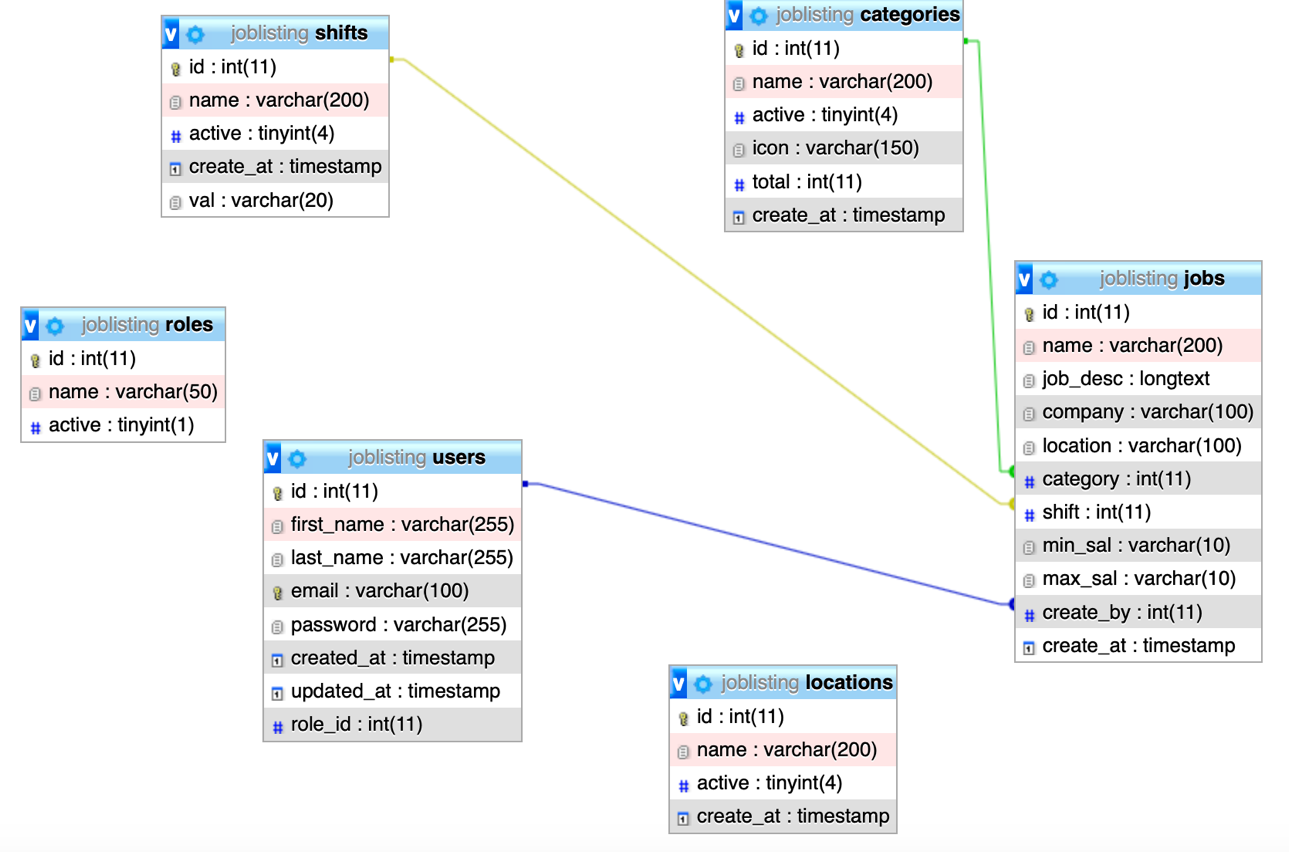 v joblisting shifts
id : int(11)
name : varchar(200)
# active : tinyint(4)
create_at : timestamp
val : varchar(20)
v joblisting categories
id : int(11)
name : varchar(200)
# active : tinyint(4)
icon : varchar(150)
# total : int(11)
create_at : timestamp
v joblisting jobs
id : int(11)
name : varchar(200)
job_desc : longtext
company : varchar(100)
location : varchar(100)
# category : int(11)
# shift : int(11)
min_sal : varchar(10)
max_sal : varchar(10)
# create_by : int(11)
create_at : timestamp
v joblisting roles
id : int(11)
name : varchar(50)
# active : tinyint(1)
v joblisting users
id : int(11)
first_name : varchar(255)
last_name : varchar(255)
email : varchar(100)
password : varchar(255)
created_at : timestamp
updated_at : timestamp
# role_id : int(11)
v joblisting locations
id : int(11)
name : varchar(200)
# active : tinyint(4)
create_at : timestamp